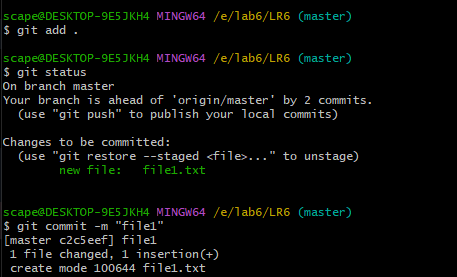 scape@DESKTOP-9E5JKH4 MINGW64 /e/lab6/LR6 (master)
$ git add .

scape@DESKTOP-9E5JKH4 MINGW64 /e/lab6/LR6 (master)
$ git status
On branch master
Your branch is ahead of 'origin/master' by 2 commits.
  (use "git push" to publish your local commits)

Changes to be committed:
  (use "git restore --staged <file>..." to unstage)
        new file:   file1.txt

scape@DESKTOP-9E5JKH4 MINGW64 /e/lab6/LR6 (master)
$ git commit -m "file1"
[master c2c5eef] file1
 1 file changed, 1 insertion(+)
 create mode 100644 file1.txt